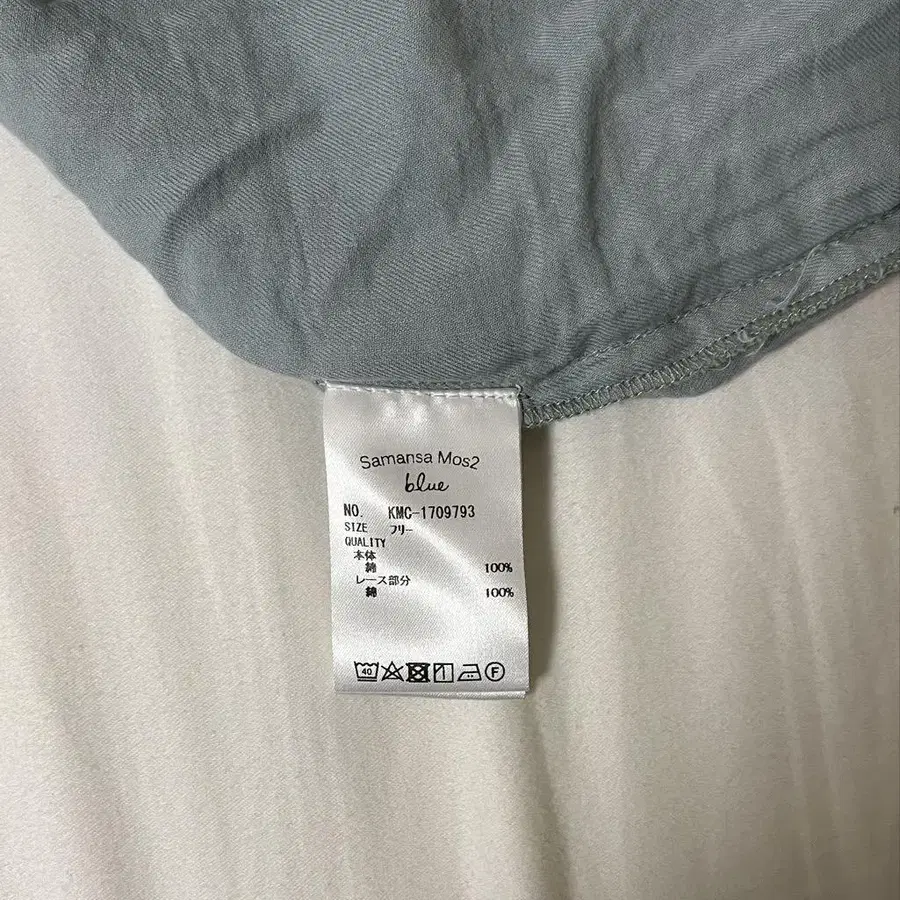 Samansa Mos2
blue
NO. KMC-1709793
SIZE フリー
QUALITY
本体
綿 100%
レース部分
綿 100%
40 F